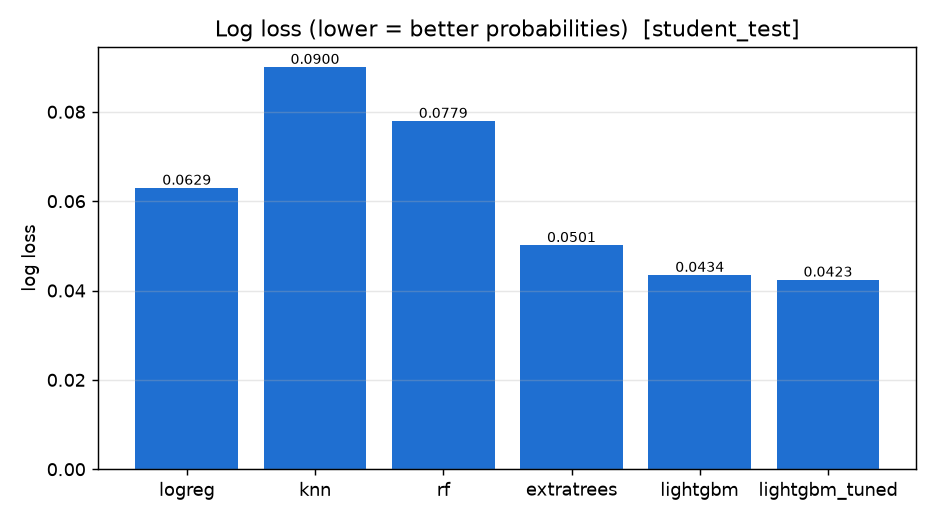 Log loss (lower = better probabilities)  [student_test]
log loss
0.08
0.06
0.04
0.02
0.00
0.0629
0.0900
0.0779
0.0501
0.0434
0.0423
logreg
knn
rf
extratrees
lightgbm
lightgbm_tuned